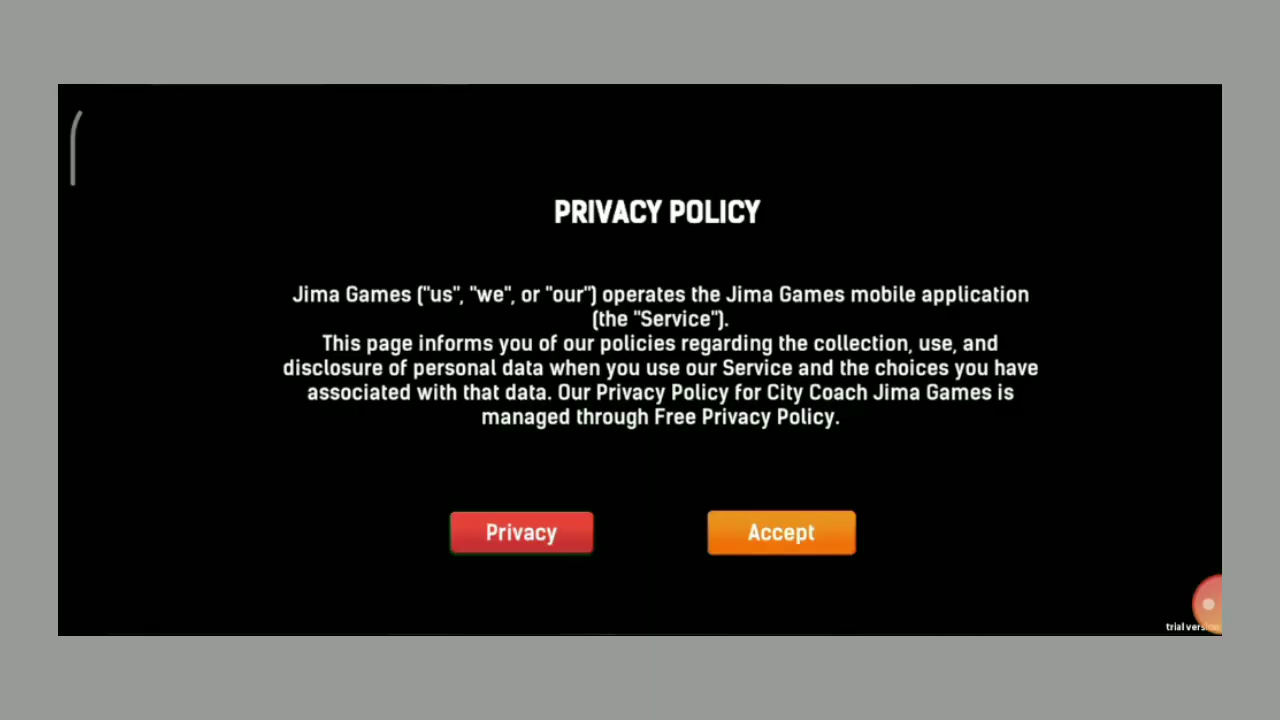 PRIVACY POLICY
Jima Games ("us", "we", or "our") operates the Jima Games mobile application
(the "Service").
This page informs you of our policies regarding the collection, use, and
disclosure of personal data when you use our Service and the choices you have
associated with that data. Our Privacy Policy for City Coach Jima Games is
managed through Free Privacy Policy.
Privacy
Accept
trial version